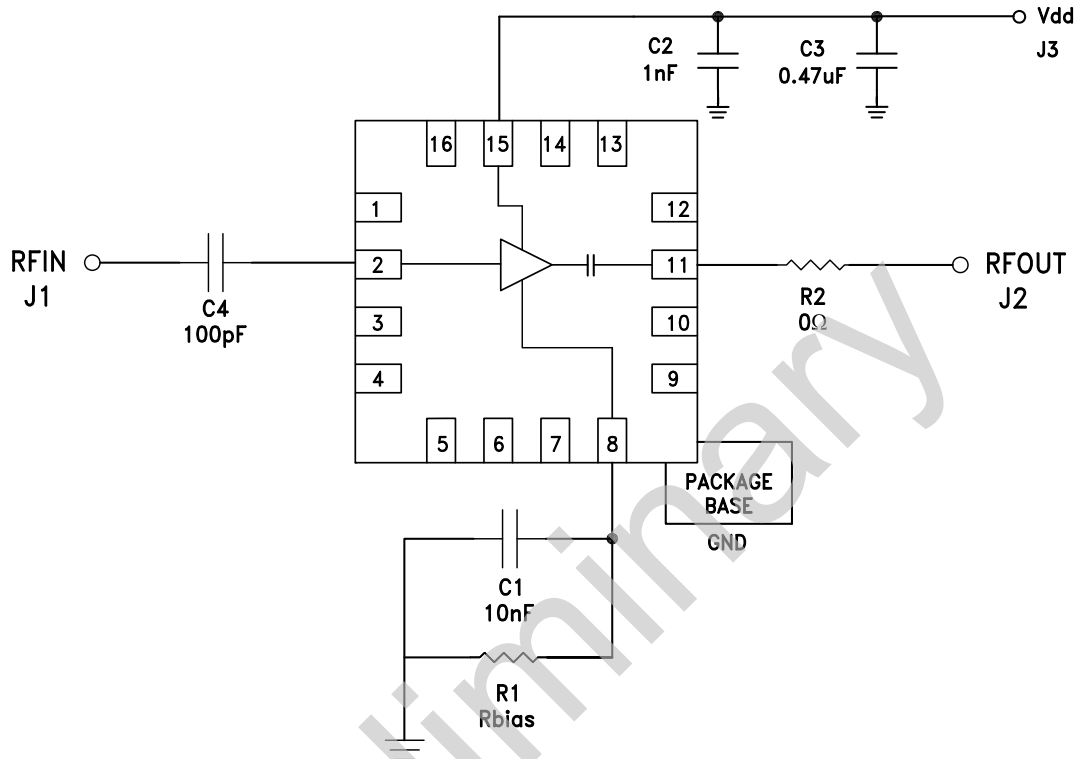 Vdd
J3
C2
1nF
C3
0.47uF
16
15
14
13
1
12
RFIN
J1
2
11
RFOUT
J2
C4
100pF
R2
0Ω
3
10
4
9
5
6
7
8
PACKAGE
BASE
GND
C1
10nF
R1
Rbias
liminary